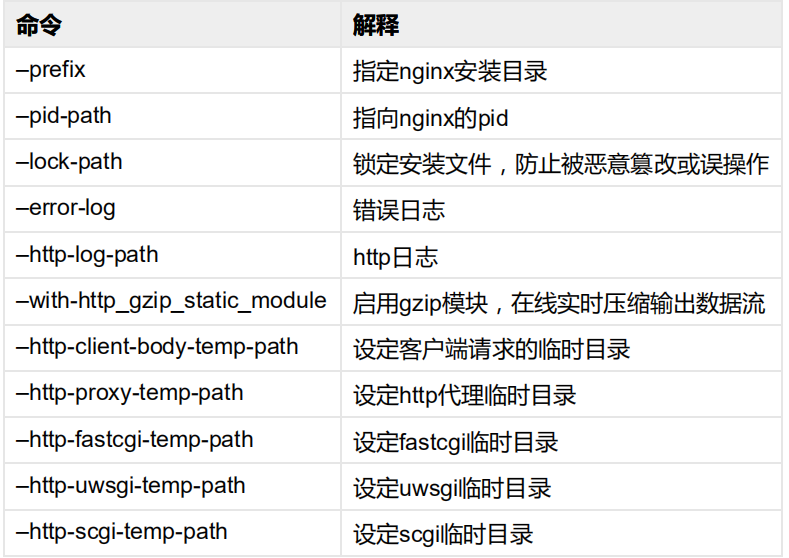 命令 解释
–prefix 指定nginx安装目录
–pid-path 指向nginx的pid
–lock-path 锁定安装文件，防止被恶意篡改或误操作
–error-log 错误日志
–http-log-path http日志
–with-http_gzip_static_module 启用gzip模块，在线实时压缩输出数据流
–http-client-body-temp-path 设定客户端请求的临时目录
–http-proxy-temp-path 设定http代理临时目录
–http-fastcgi-temp-path 设定fastcgi临时目录
–http-uwsgi-temp-path 设定uwsgi临时目录
–http-scgi-temp-path 设定scgi临时目录